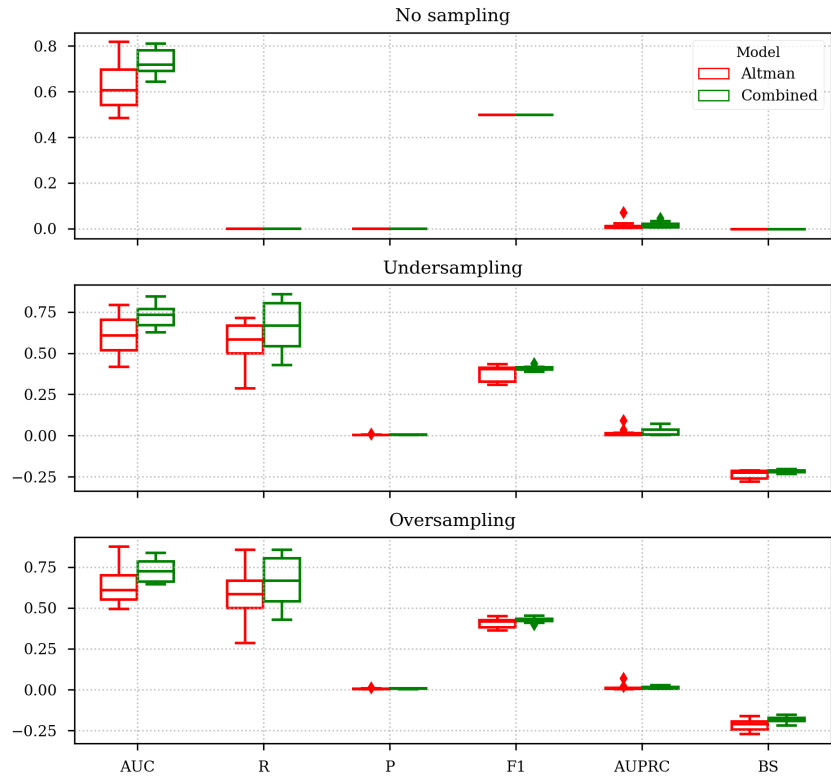 No sampling
0.8
0.6
0.4
0.2
0.0
Model
Altman
Combined
Undersampling
0.75
0.50
0.25
0.00
−0.25
Oversampling
0.75
0.50
0.25
0.00
−0.25
AUC R P F1 AUPRC BS